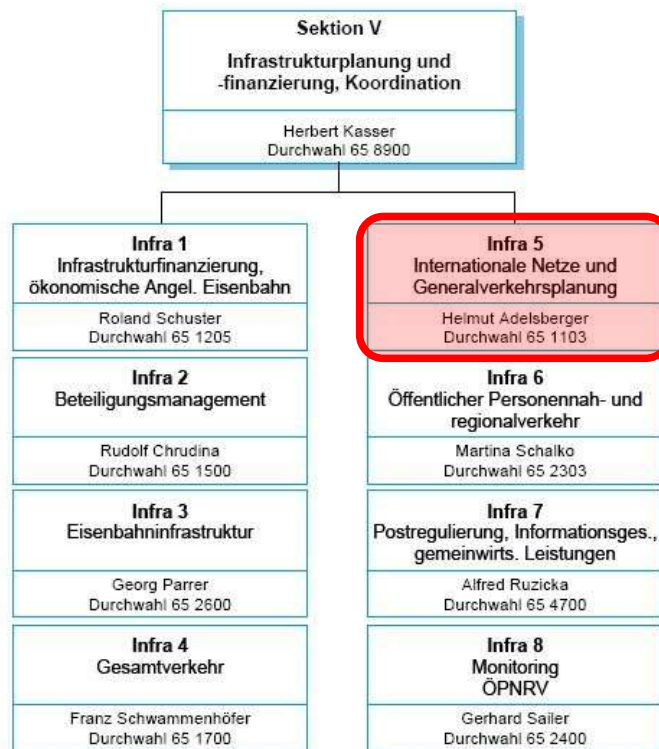 Sektion V
Infrastrukturplanung und
-finanzierung, Koordination
Herbert Kasser
Durchwahl 65 8900
Infra 1
Infrastrukturfinanzierung,
ökonomische Angel. Eisenbahn
Roland Schuster
Durchwahl 65 1205
Infra 2
Beteiligungsmanagement
Rudolf Chrudina
Durchwahl 65 1500
Infra 3
Eisenbahninfrastruktur
Georg Parrer
Durchwahl 65 2600
Infra 4
Gesamtverkehr
Franz Schwammenhöfer
Durchwahl 65 1700
Infra 5
Internationale Netze und
Generalverkehrsplanung
Helmut Adelsberger
Durchwahl 65 1103
Infra 6
Öffentlicher Personennah- und
regionalverkehr
Martina Schalko
Durchwahl 65 2303
Infra 7
Postregulierung, Informationsges.,
gemeinwirts. Leistungen
Alfred Ruzicka
Durchwahl 65 4700
Infra 8
Monitoring
ÖPNRV
Gerhard Sailer
Durchwahl 65 2400